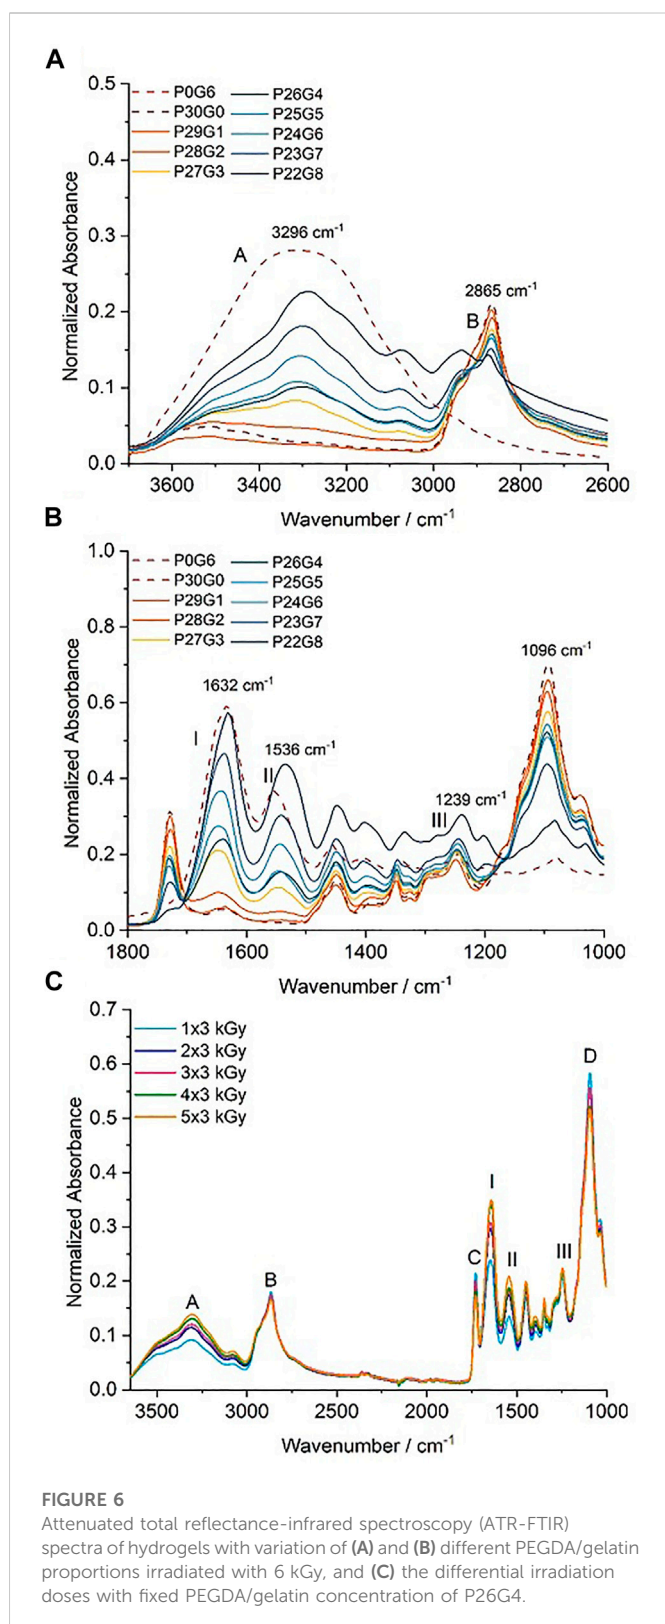 A
0.5
P0G6
P30G0
P29G1
P28G2
P27G3
P26G4
P25G5
P24G6
P23G7
P22G8
0.4
0.3
0.2
0.1
0.0
Normalized Absorbance
A
3296 cm⁻¹
2865 cm⁻¹
B
3600 3400 3200 3000 2800 2600
Wavenumber / cm⁻¹
B
1.0
P0G6
P30G0
P29G1
P28G2
P27G3
P26G4
P25G5
P24G6
P23G7
P22G8
0.8
0.6
0.4
0.2
0.0
Normalized Absorbance
1632 cm⁻¹
I
1536 cm⁻¹
II
1239 cm⁻¹
III
1096 cm⁻¹
1800 1600 1400 1200 1000
Wavenumber / cm⁻¹
C
0.7
1x3 kGy
2x3 kGy
3x3 kGy
4x3 kGy
5x3 kGy
0.6
0.5
0.4
0.3
0.2
0.1
0.0
Normalized Absorbance
A
B
C
I
II
III
D
3500 3000 2500 2000 1500 1000
Wavenumber / cm⁻¹
FIGURE 6
Attenuated total reflectance-infrared spectroscopy (ATR-FTIR)
spectra of hydrogels with variation of (A) and (B) different PEGDA/gelatin
proportions irradiated with 6 kGy, and (C) the differential irradiation
doses with fixed PEGDA/gelatin concentration of P26G4.